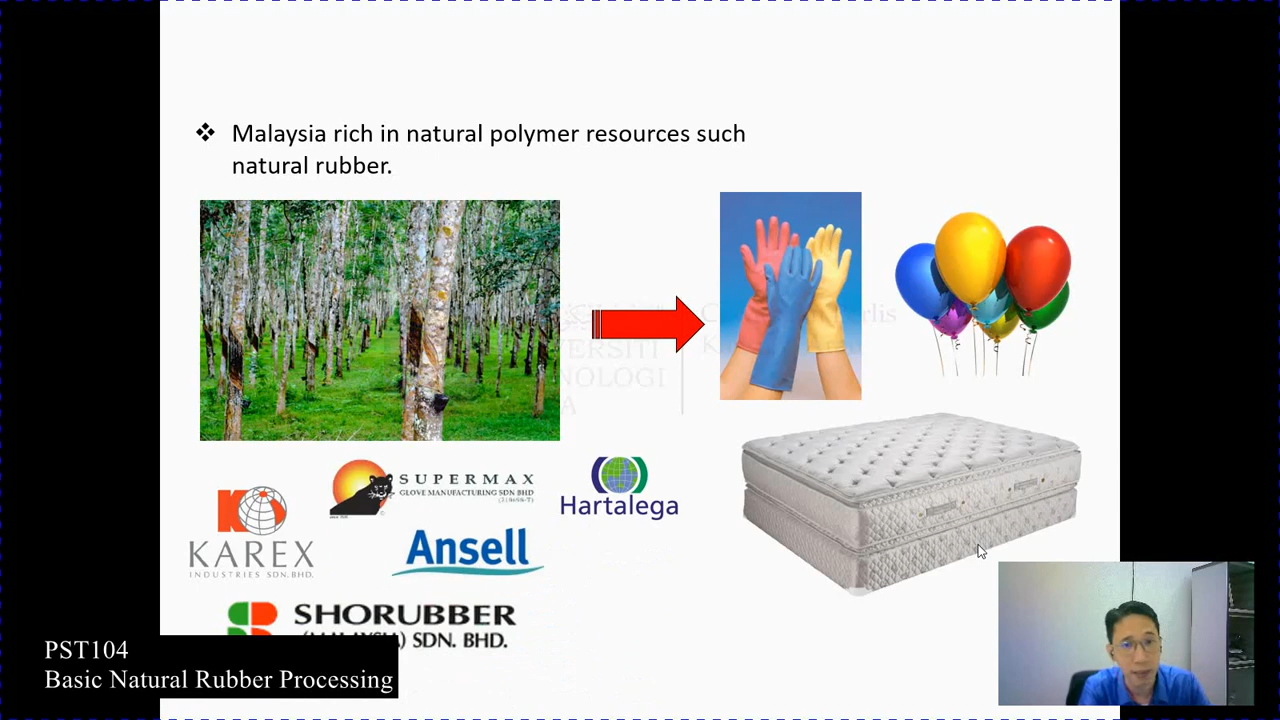 ❖ Malaysia rich in natural polymer resources such
natural rubber.
SUPERMAX
GLOVE MANUFACTURING SDN BHD
Hartalega
KAREX
INDUSTRIES SDN.BHD.
Ansell
SHORUBBER
(MALAYSIA) SDN. BHD.
PST104
Basic Natural Rubber Processing